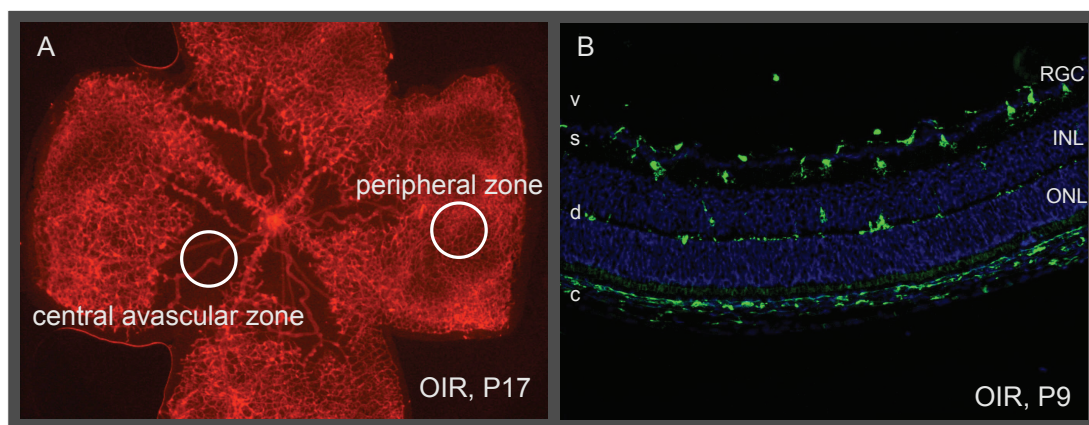 A
peripheral zone
central avascular zone
OIR, P17
B
RGC
v
s
INL
d
ONL
c
OIR, P9